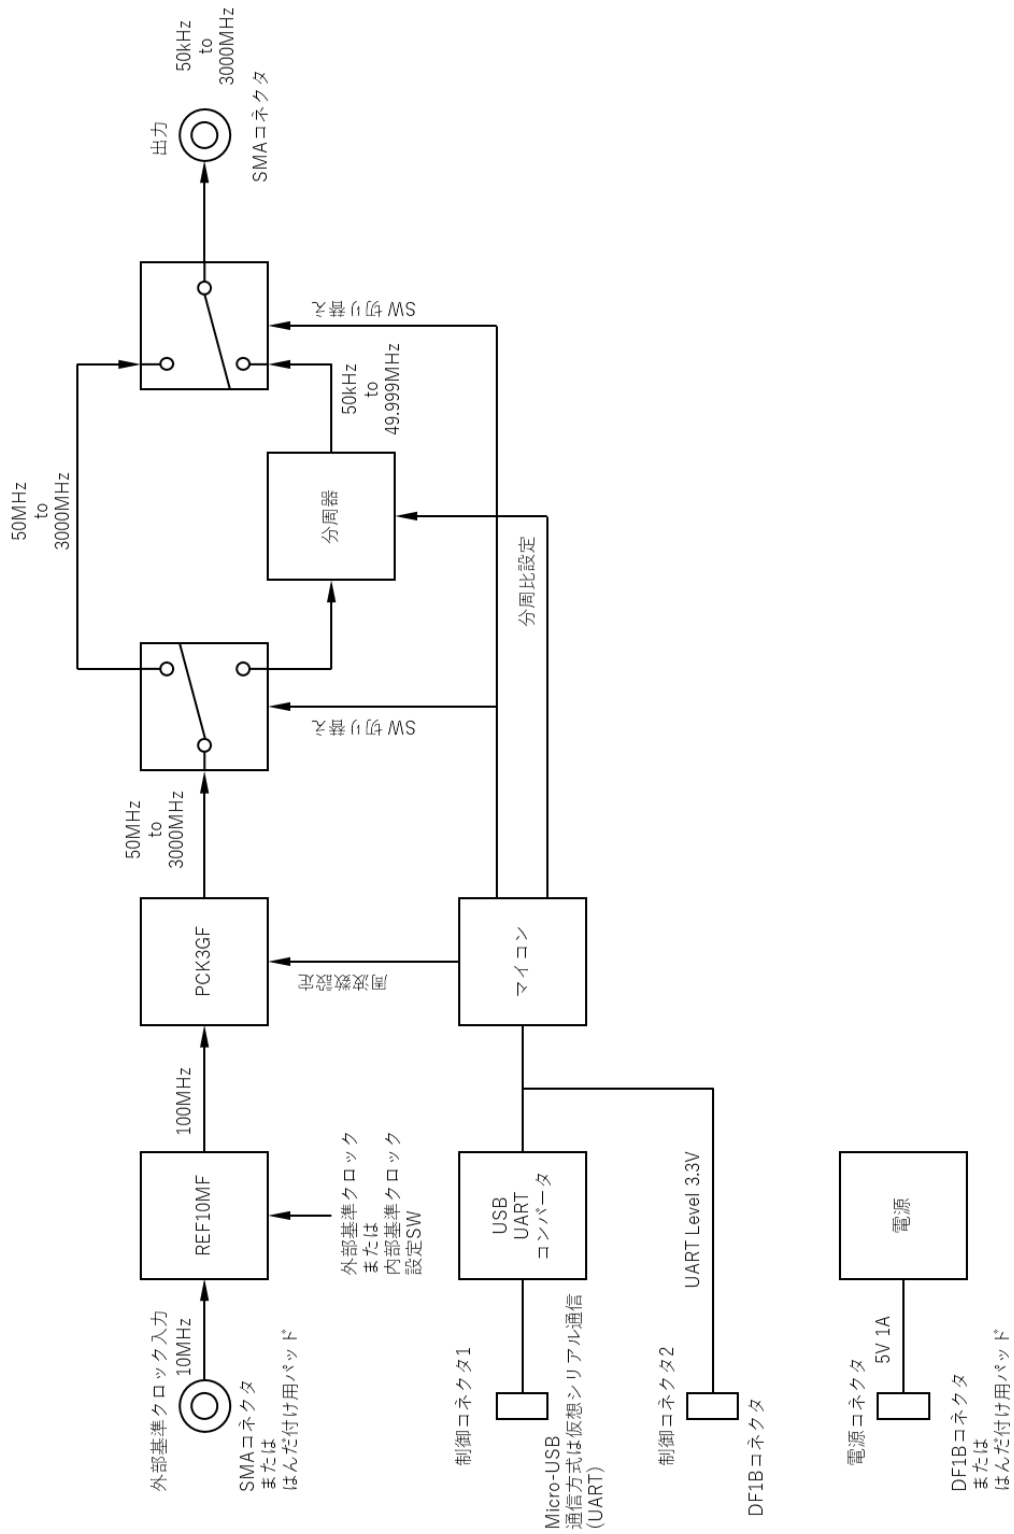 外部基準クロック入力
10MHz
SMAコネクタ
または
はんだ付け用パッド
REF10MF
外部基準クロック
または
内部基準クロック
設定SW
100MHz
PCK3GF
周波数設定
50MHz
to
3000MHz
SW 切り替え
50MHz
to
3000MHz
分周器
分周比設定
50kHz
to
49.999MHz
SW 切り替え
出力
SMAコネクタ
50kHz
to
3000MHz
制御コネクタ1
Micro-USB
通信方式は仮想シリアル通信
(UART)
USB
UART
コンバータ
マイコン
制御コネクタ2
DF1Bコネクタ
UART Level 3.3V
電源コネクタ
5V 1A
DF1Bコネクタ
または
はんだ付け用パッド
電源